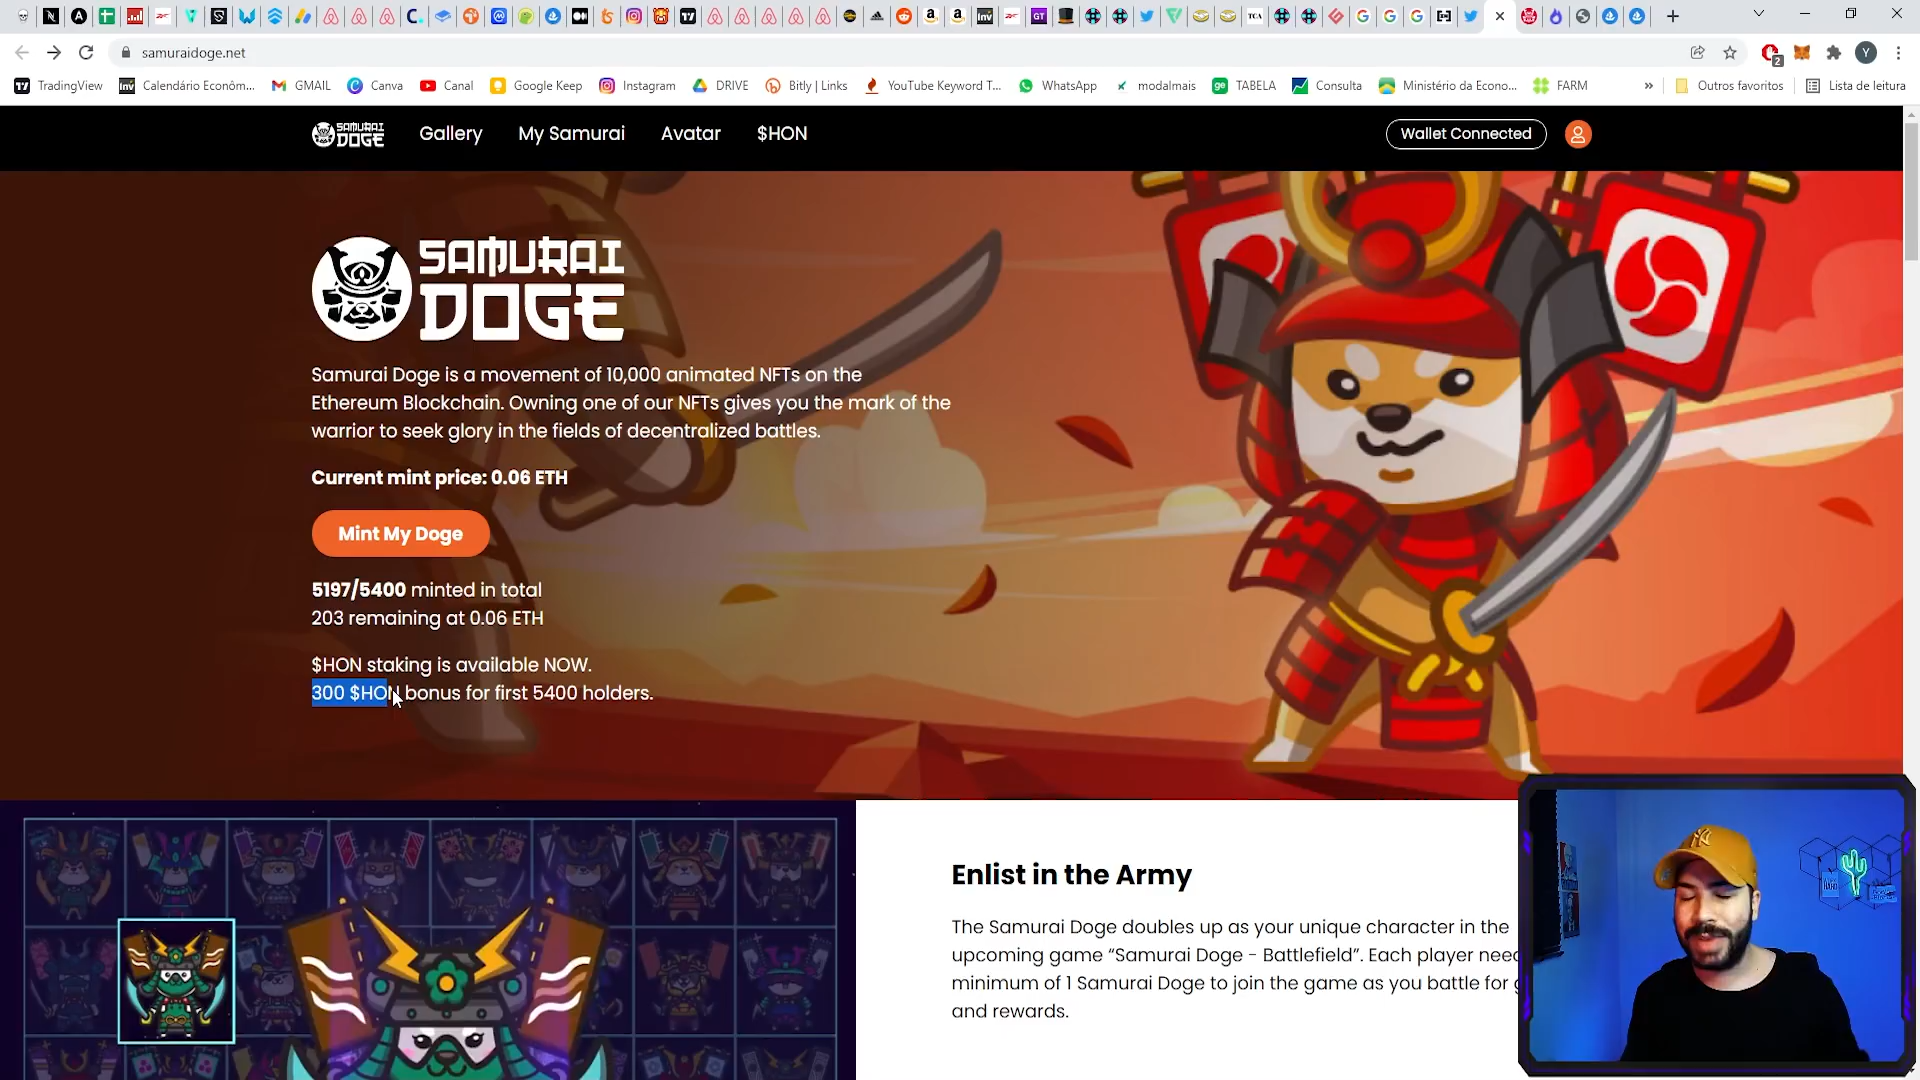 samuraidoge.net
2
Y
TradingView
Calendário Econôm...
GMAIL
Canva
Canal
Google Keep
Instagram
DRIVE
Bitly | Links
YouTube Keyword T...
WhatsApp
modalmais
TABELA
Consulta
Ministério da Econo...
FARM
»
Outros favoritos
Lista de leitura
SAMURAI
DOGE
Gallery
My Samurai
Avatar
$HON
Wallet Connected
SAMURAI
DOGE
Samurai Doge is a movement of 10,000 animated NFTs on the
Ethereum Blockchain. Owning one of our NFTs gives you the mark of the
warrior to seek glory in the fields of decentralized battles.
Current mint price: 0.06 ETH
Mint My Doge
5197/5400 minted in total
203 remaining at 0.06 ETH
$HON staking is available NOW.
300 $HON bonus for first 5400 holders.
Enlist in the Army
The Samurai Doge doubles up as your unique character in the
upcoming game “Samurai Doge - Battlefield”. Each player nee
minimum of 1 Samurai Doge to join the game as you battle for
and rewards.